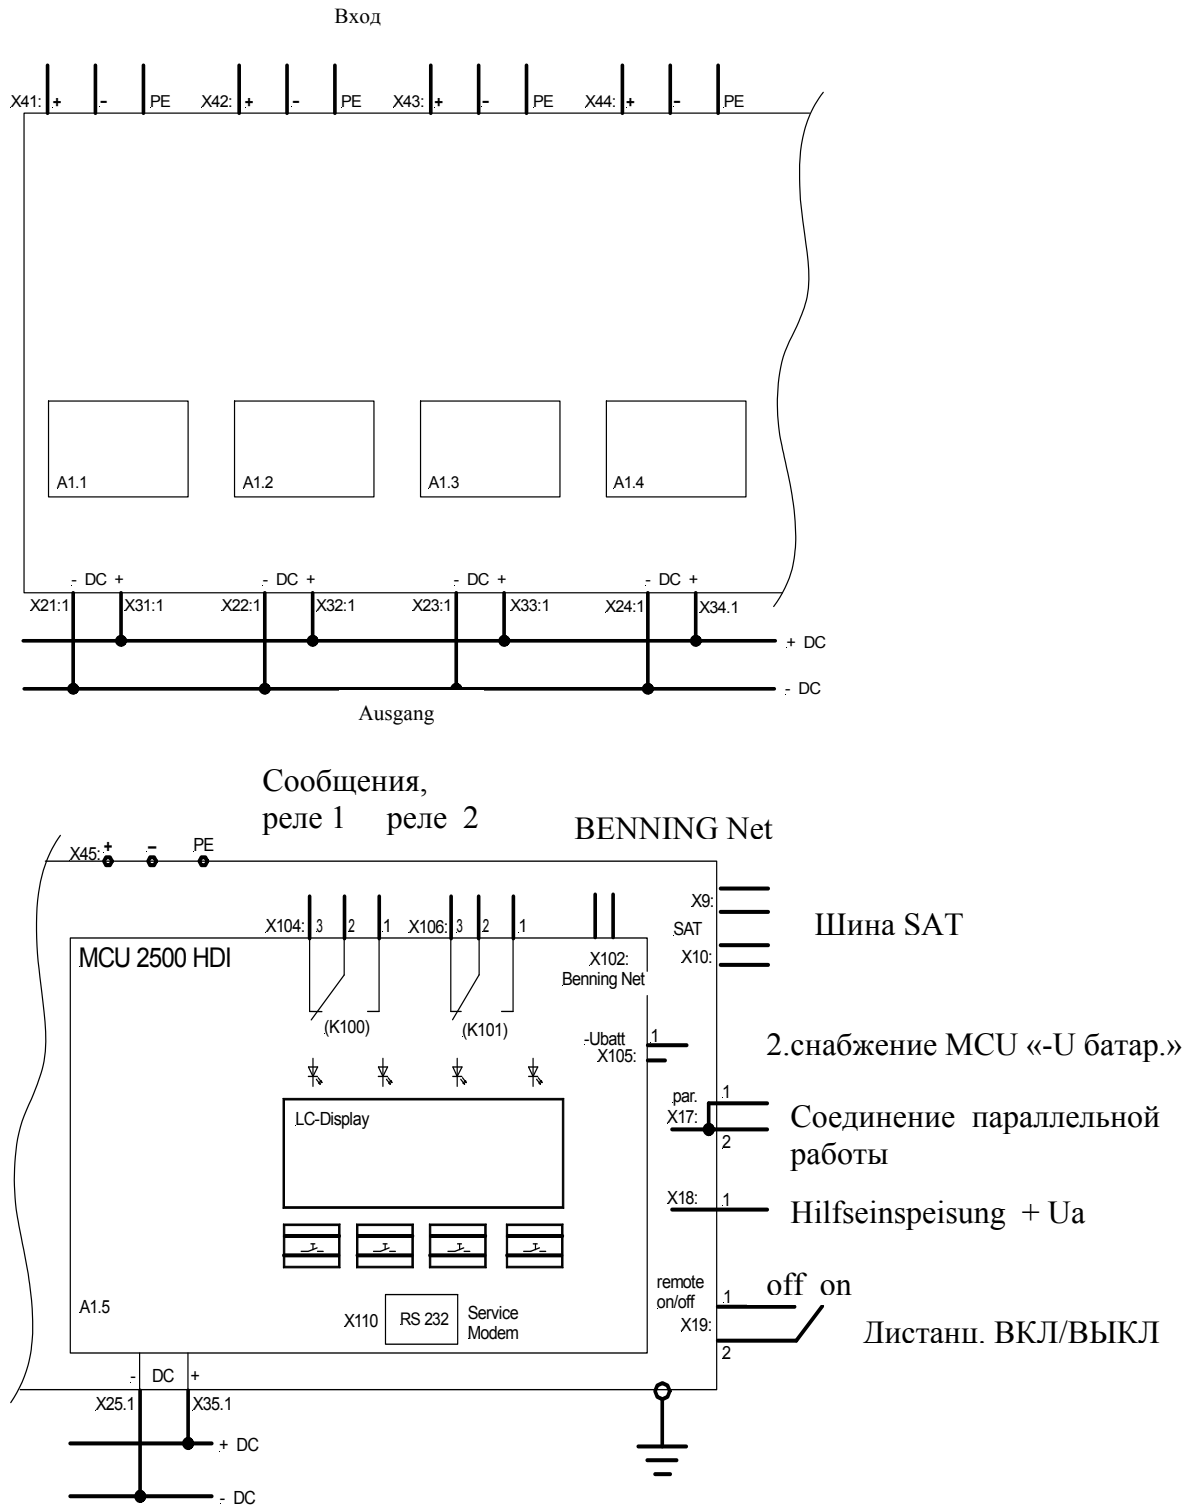 Вход
X41: + - PE X42: + - PE X43: + - PE X44: + - PE
A1.1 A1.2 A1.3 A1.4
- DC + - DC + - DC + - DC +
X21:1 X31:1 X22:1 X32:1 X23:1 X33:1 X24:1 X34.1
+ DC
- DC
Ausgang
Сообщения,
реле 1 реле 2
BENNING Net
X45: + - PE
X104: 3 2 1 X106: 3 2 1
X9:
SAT
X10:
Шина SAT
MCU 2500 HDI
X102:
Benning Net
(K100) (K101)
-Ubatt 1
X105:
2.снабжение MCU «-U батар.»
LC-Display
par. 1
X17:
2
Соединение параллельной
работы
X18: 1
Hilfseinspeisung + Ua
remote
on/off 1
X19:
2
off on
Дистанц. ВКЛ/ВЫКЛ
A1.5
X110 RS 232 Service
Modem
- DC +
X25.1 X35.1
+ DC
- DC